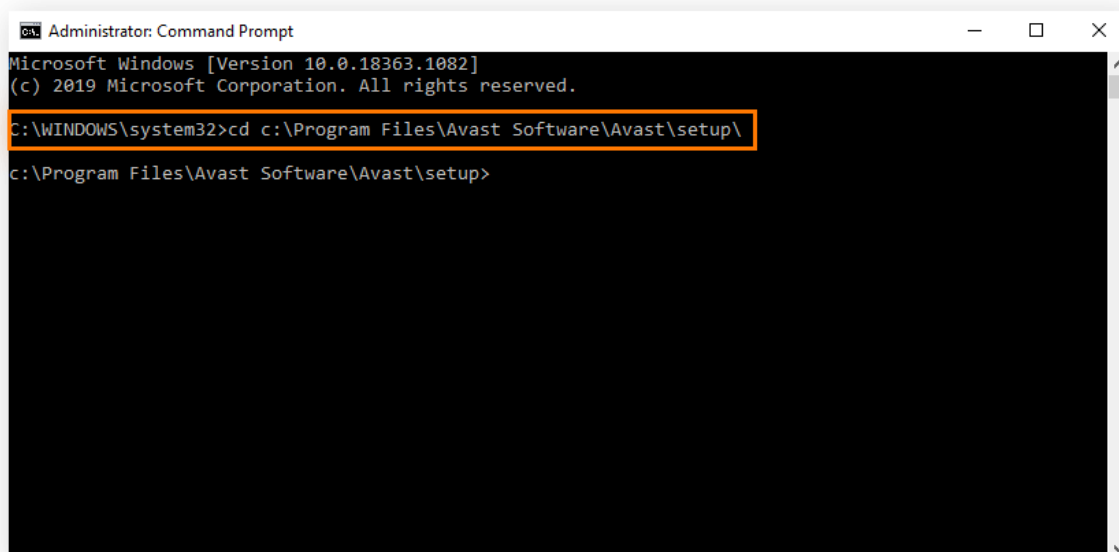 Administrator: Command Prompt
Microsoft Windows [Version 10.0.18363.1082]
(c) 2019 Microsoft Corporation. All rights reserved.
C:\WINDOWS\system32>cd c:\Program Files\Avast Software\Avast\setup\
c:\Program Files\Avast Software\Avast\setup>